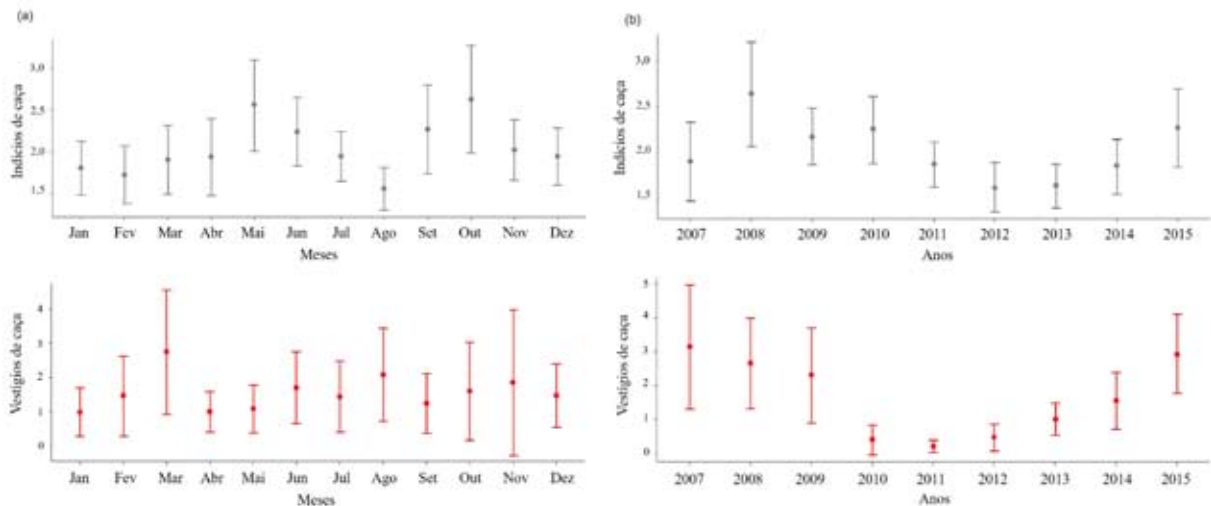 (a)
Indícios de caça
3,0
2,5
2,0
1,5
Jan Fev Mar Abr Mai Jun Jul Ago Set Out Nov Dez
Meses
(b)
Indícios de caça
3,0
2,5
2,0
1,5
2007 2008 2009 2010 2011 2012 2013 2014 2015
Anos
Vestígios de caça
4
3
2
1
0
Jan Fev Mar Abr Mai Jun Jul Ago Set Out Nov Dez
Meses
Vestígios de caça
5
4
3
2
1
0
2007 2008 2009 2010 2011 2012 2013 2014 2015
Anos